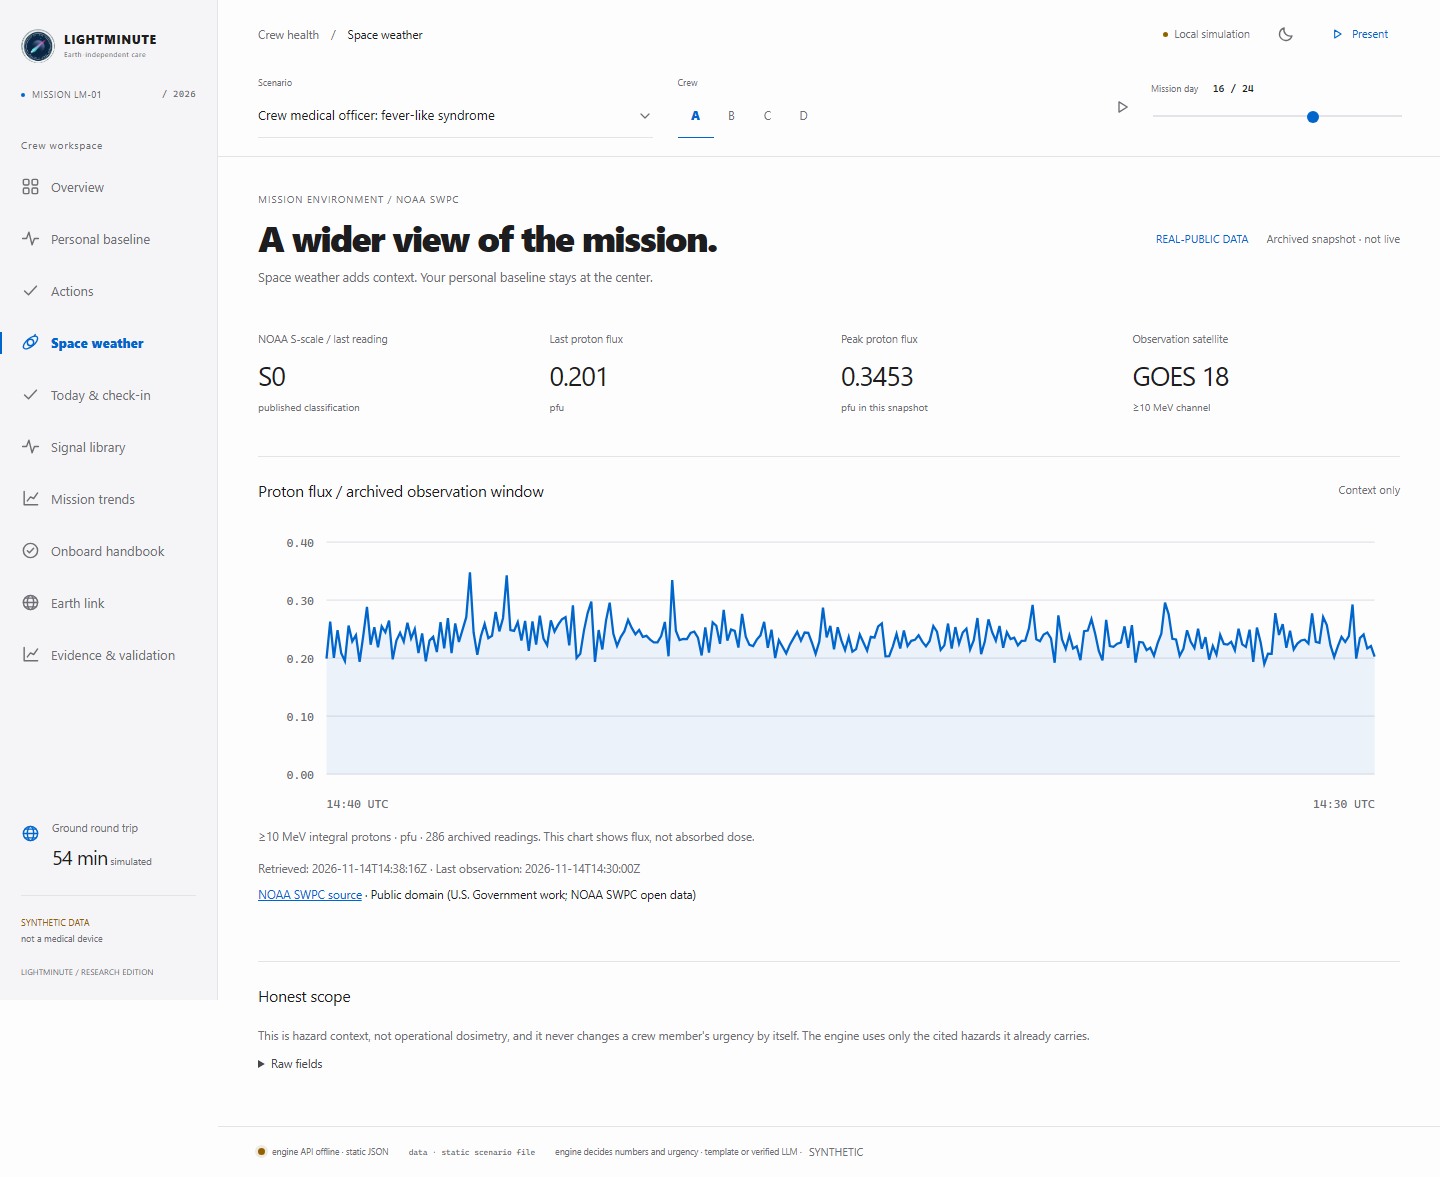 LIGHTMINUTE
Earth independent care
MISSION LM-01 / 2026
Crew workspace
Overview
Personal baseline
Actions
Space weather
Today & check-in
Signal library
Mission trends
Onboard handbook
Earth link
Evidence & validation
Ground round trip
54 min simulated
SYNTHETIC DATA
not a medical device
LIGHTMINUTE / RESEARCH EDITION
Crew health / Space weather
Local simulation
Present
Scenario
Crew medical officer: fever-like syndrome
Crew
A B C D
Mission day 16 / 24
MISSION ENVIRONMENT / NOAA SWPC
A wider view of the mission.
Space weather adds context. Your personal baseline stays at the center.
REAL-PUBLIC DATA Archived snapshot · not live
NOAA S-scale / last reading
S0
published classification
Last proton flux
0.201
pfu
Peak proton flux
0.3453
pfu in this snapshot
Observation satellite
GOES 18
≥10 MeV channel
Proton flux / archived observation window
Context only
0.40
0.30
0.20
0.10
0.00
14:40 UTC 14:30 UTC
≥10 MeV integral protons · pfu · 286 archived readings. This chart shows flux, not absorbed dose.
Retrieved: 2026-11-14T14:38:16Z · Last observation: 2026-11-14T14:30:00Z
NOAA SWPC source · Public domain (U.S. Government work; NOAA SWPC open data)
Honest scope
This is hazard context, not operational dosimetry, and it never changes a crew member's urgency by itself. The engine uses only the cited hazards it already carries.
Raw fields
engine API offline · static JSON data · static scenario file engine decides numbers and urgency · template or verified LLM · SYNTHETIC